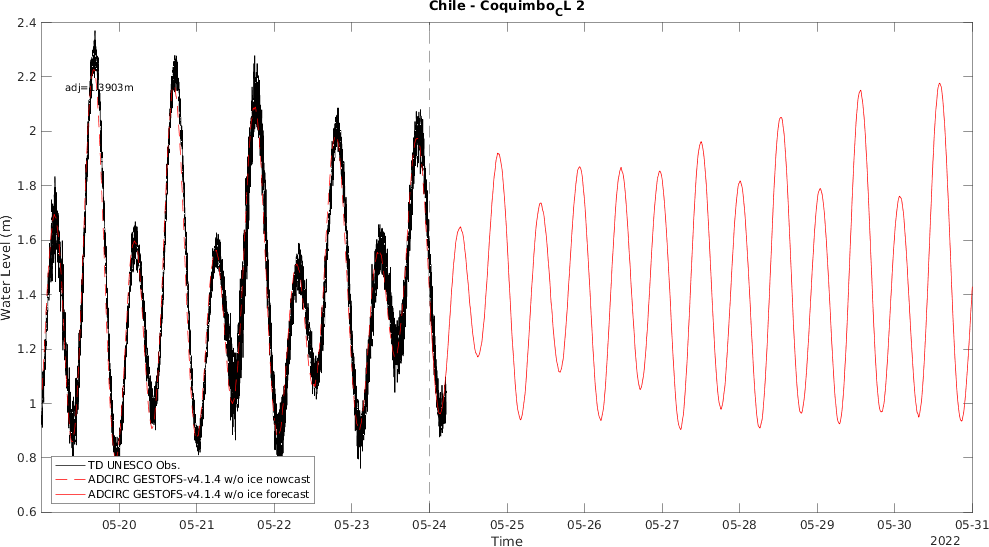 Chile - Coquimbo_CL 2
2.4
2.2
2
1.8
1.6
1.4
1.2
1
0.8
0.6
Water Level (m)
adj=1.3903m
TD UNESCO Obs.
ADCIRC GESTOFS-v4.1.4 w/o ice nowcast
ADCIRC GESTOFS-v4.1.4 w/o ice forecast
05-20 05-21 05-22 05-23 05-24 05-25 05-26 05-27 05-28 05-29 05-30 05-31
Time
2022